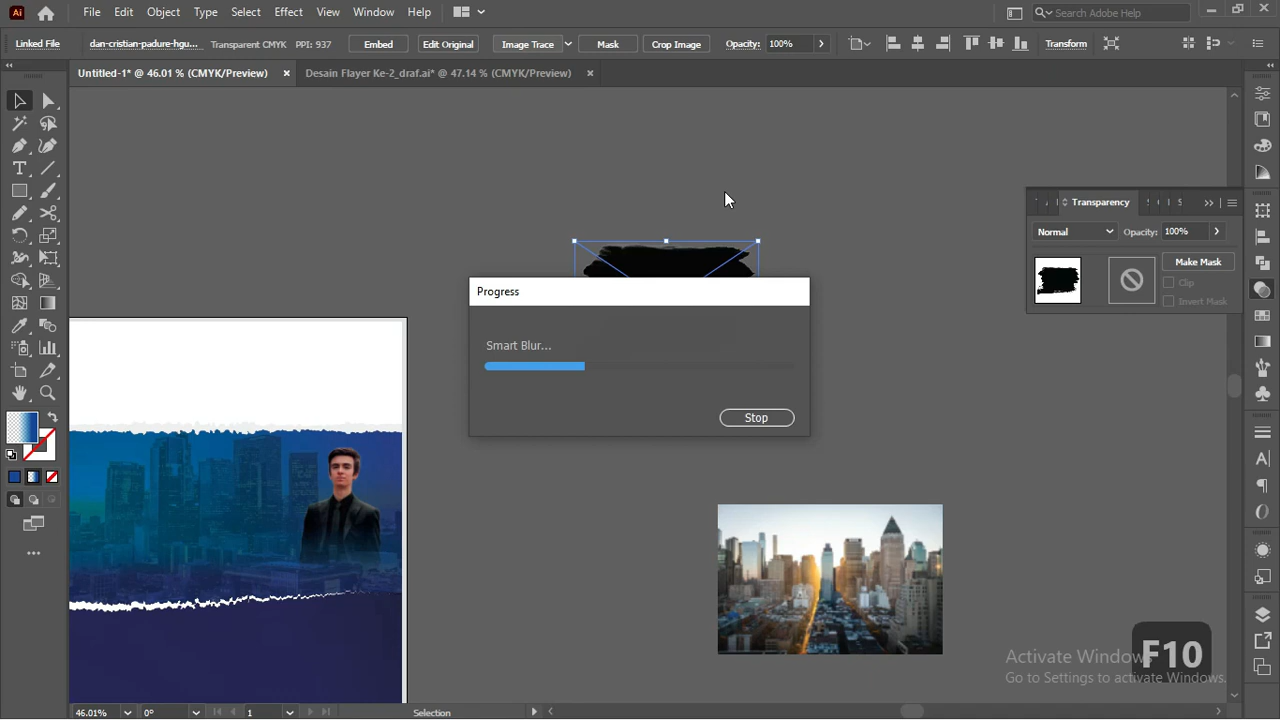 Ai File Edit Object Type Select Effect View Window Help Search Adobe Help
Linked File dan-cristian-padure-hgu... Transparent CMYK PPI: 937 Embed Edit Original Image Trace Mask Crop Image Opacity: 100% Transform
Untitled-1* @ 46.01 % (CMYK/Preview) × Desain Flayer Ke-2_draf.ai* @ 47.14 % (CMYK/Preview) ×
Transparency
Normal Opacity: 100%
Make Mask
Clip
Invert Mask
Progress
Smart Blur...
Stop
F10
Activate Windows
Go to Settings to activate Windows.
46.01% 0° 1 Selection